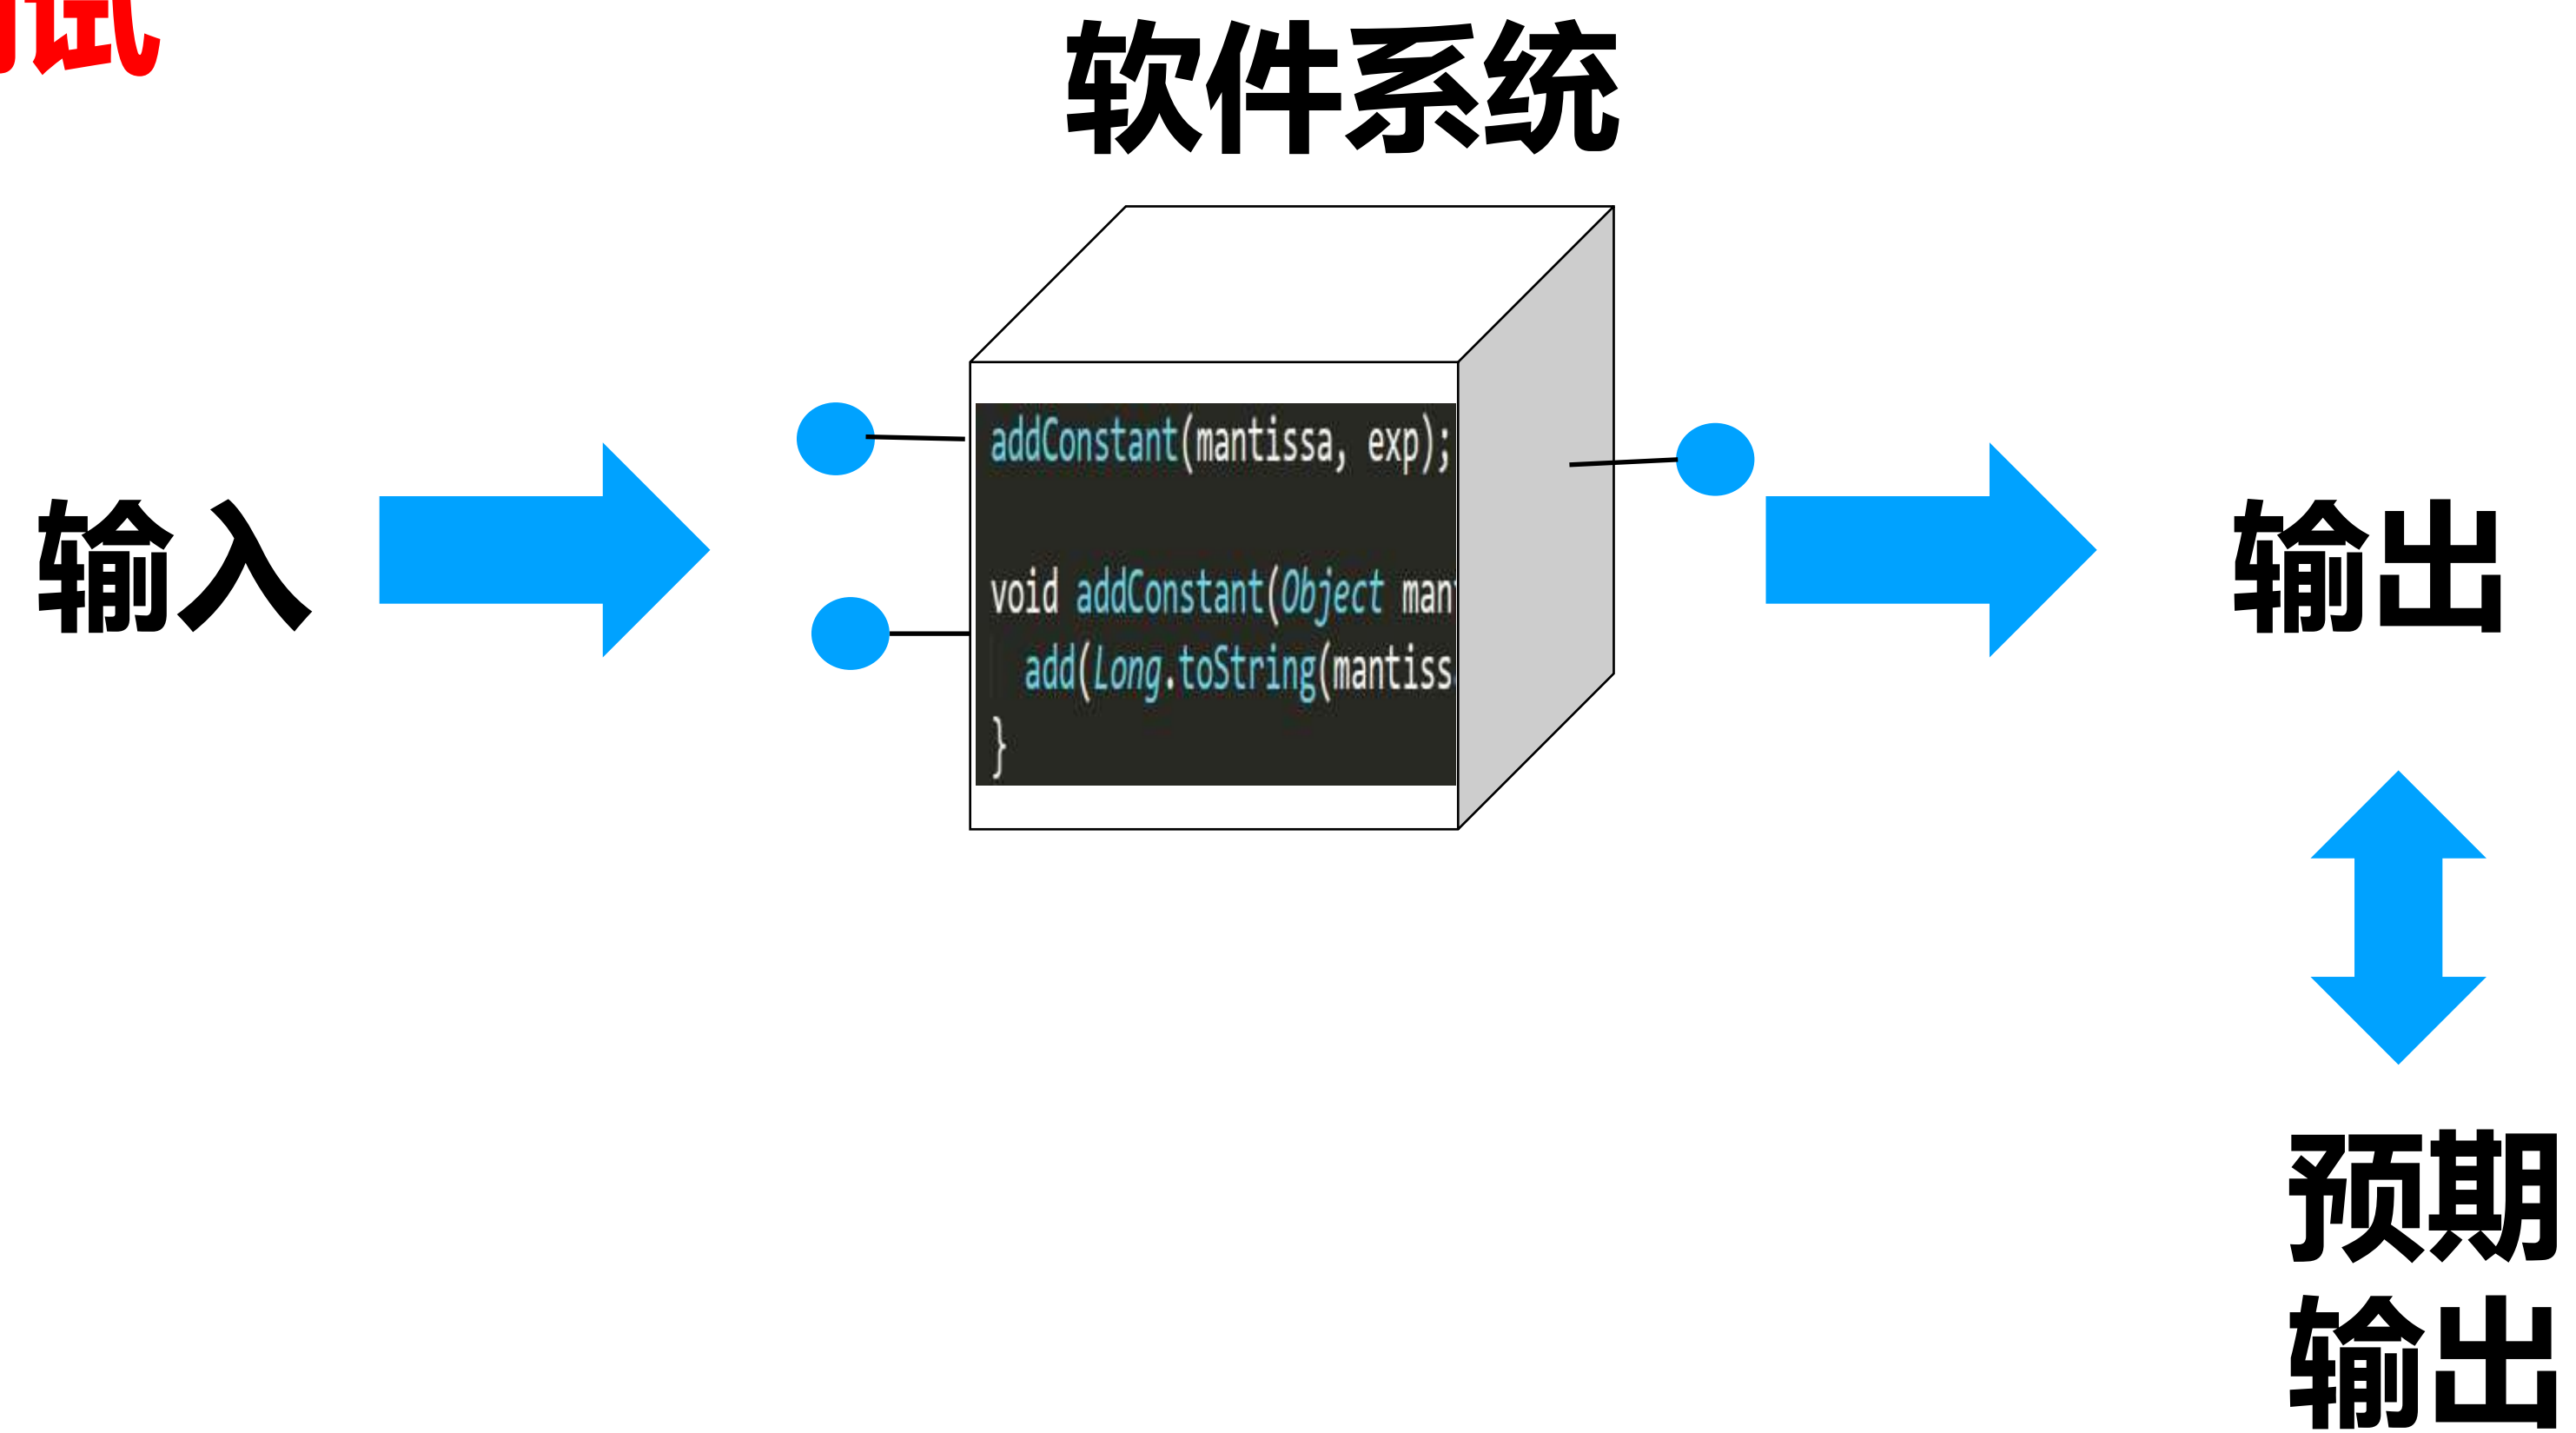 试
软件系统
addConstant(mantissa, exp);
void addConstant(Object man
add(Long.toString(mantiss
}
输入
输出
预期
输出